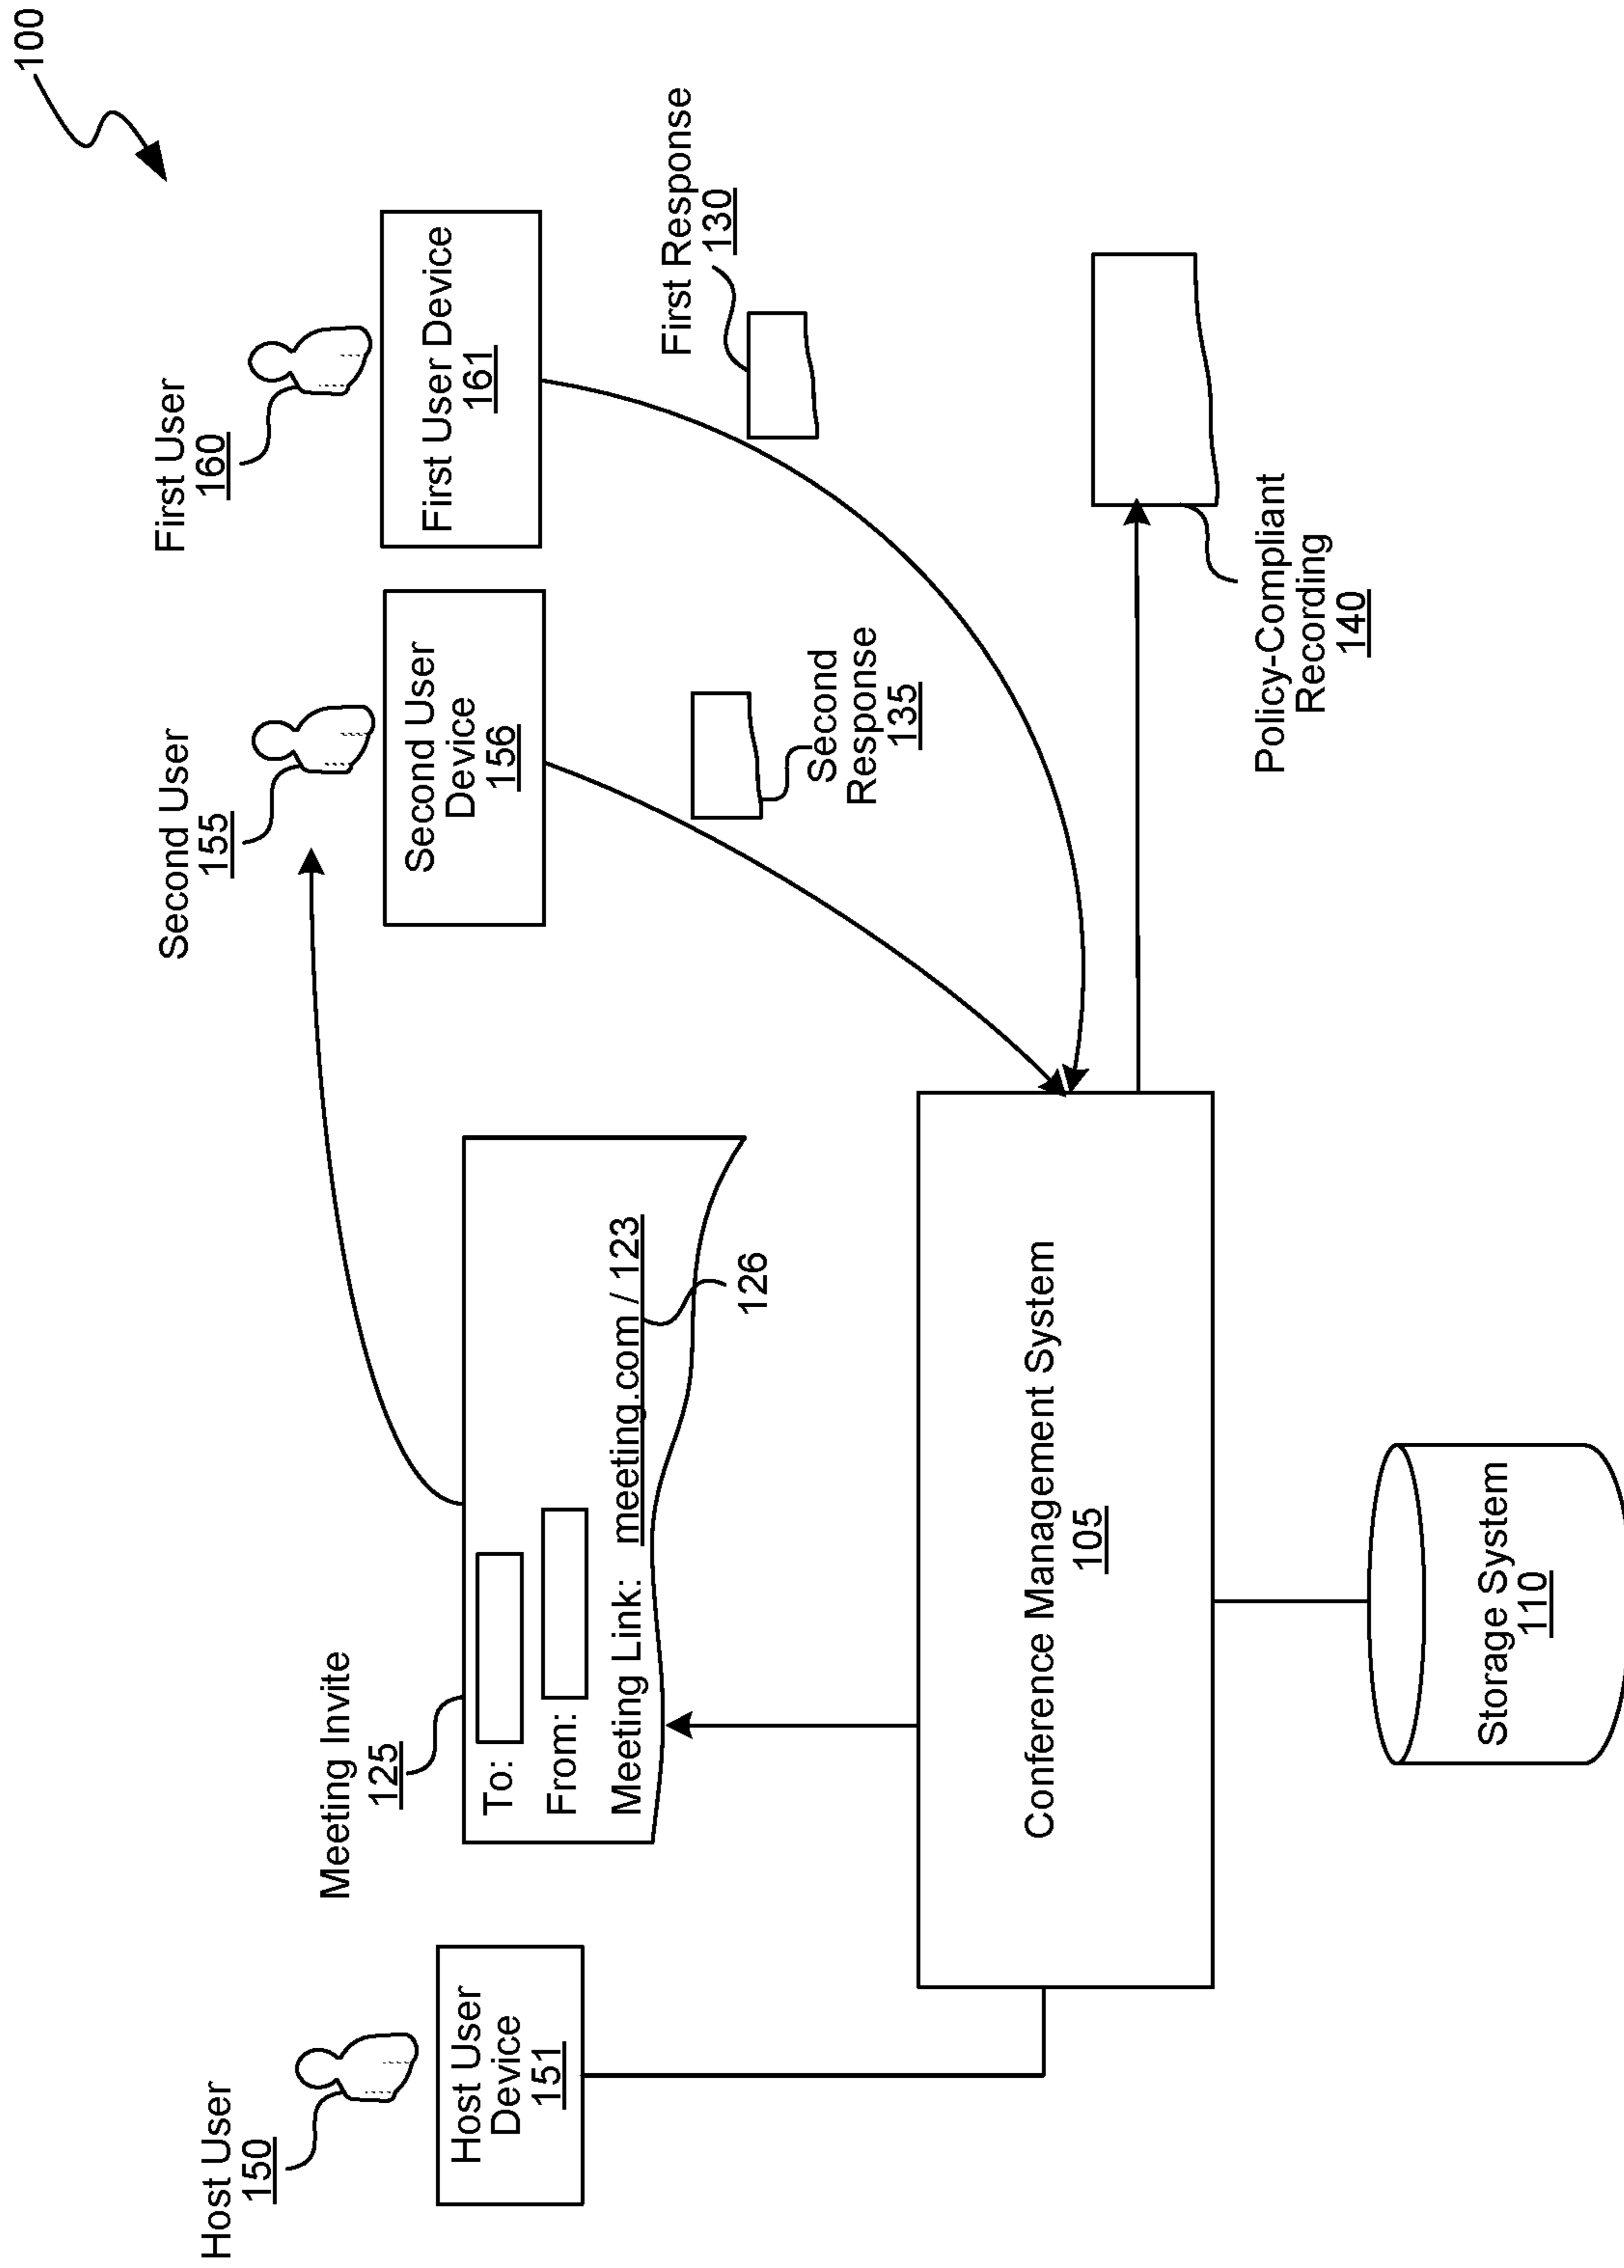 100
Host User
150
Host User
Device
151
Meeting Invite
125
To:
From:
Meeting Link: meeting.com / 123
126
Second User
155
Second User
Device
156
First User
160
First User Device
161
First Response
130
Second
Response
135
Conference Management System
105
Policy-Compliant
Recording
140
Storage System
110